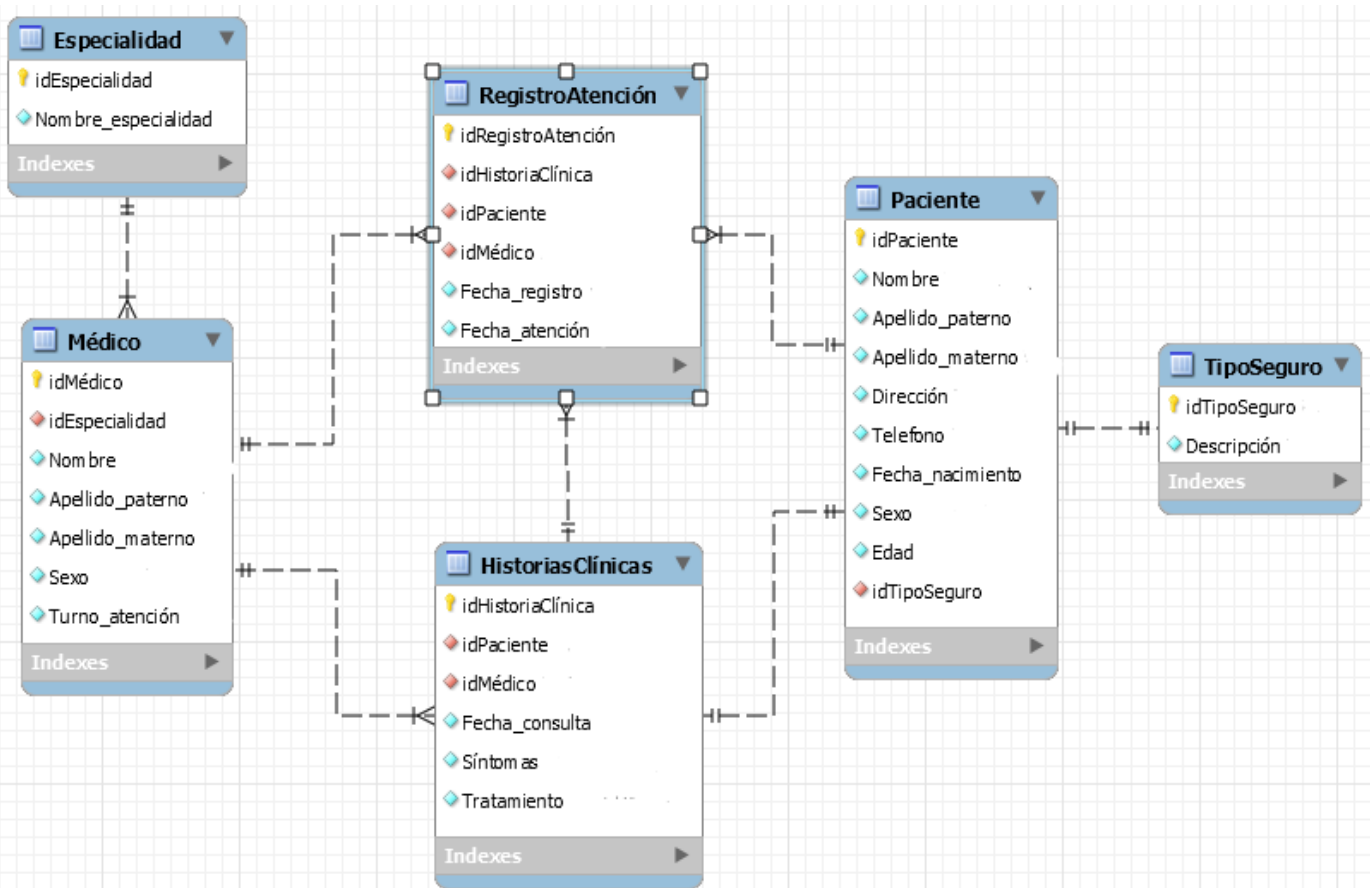 Especialidad
idEspecialidad
Nombre_especialidad
Indexes
RegistroAtención
idRegistroAtención
idHistoriaClínica
idPaciente
idMédico
Fecha_registro
Fecha_atención
Indexes
Médico
idMédico
idEspecialidad
Nombre
Apellido_paterno
Apellido_materno
Sexo
Turno_atención
Indexes
HistoriasClínicas
idHistoriaClínica
idPaciente
idMédico
Fecha_consulta
Síntomas
Tratamiento
Indexes
Paciente
idPaciente
Nombre
Apellido_paterno
Apellido_materno
Dirección
Telefono
Fecha_nacimiento
Sexo
Edad
idTipoSeguro
Indexes
TipoSeguro
idTipoSeguro
Descripción
Indexes